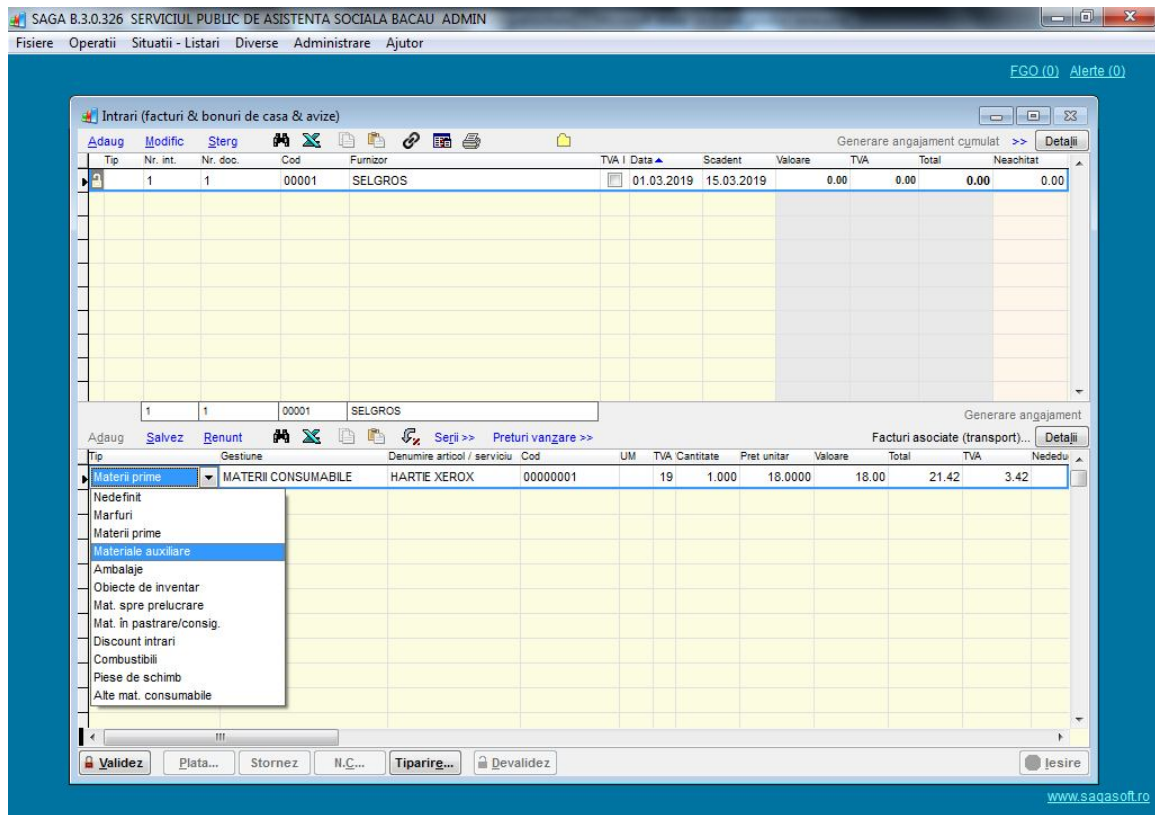 SAGA B.3.0.326 SERVICIUL PUBLIC DE ASISTENTA SOCIALA BACAU ADMIN
Fisiere Operatii Situatii - Listari Diverse Administrare Ajutor
FGO (0) Alerte (0)
Intrari (facturi & bonuri de casa & avize)
Adaug Modific Sterg Generare angajament cumulat >> Detalii
Tip Nr. int. Nr. doc. Cod Furnizor TVA I Data Scadent Valoare TVA Total Neachitat
1 1 00001 SELGROS 01.03.2019 15.03.2019 0.00 0.00 0.00 0.00
1 1 00001 SELGROS
Generare angajament
Adaug Salvez Renunt Serii >> Preturi vanzare >> Facturi asociate (transport)... Detalii
Tip Gestiune Denumire articol / serviciu Cod UM TVA Cantitate Pret unitar Valoare Total TVA Nededu
Materii prime MATERII CONSUMABILE HARTIE XEROX 00000001 19 1.000 18.0000 18.00 21.42 3.42
Nedefinit
Marfuri
Materii prime
Materiale auxiliare
Ambalaje
Obiecte de inventar
Mat. spre prelucrare
Mat. în pastrare/consig.
Discount intrari
Combustibili
Piese de schimb
Alte mat. consumabile
Validez Plata... Stornez N.C... Tiparire... Devalidez Iesire
www.sagasoft.ro